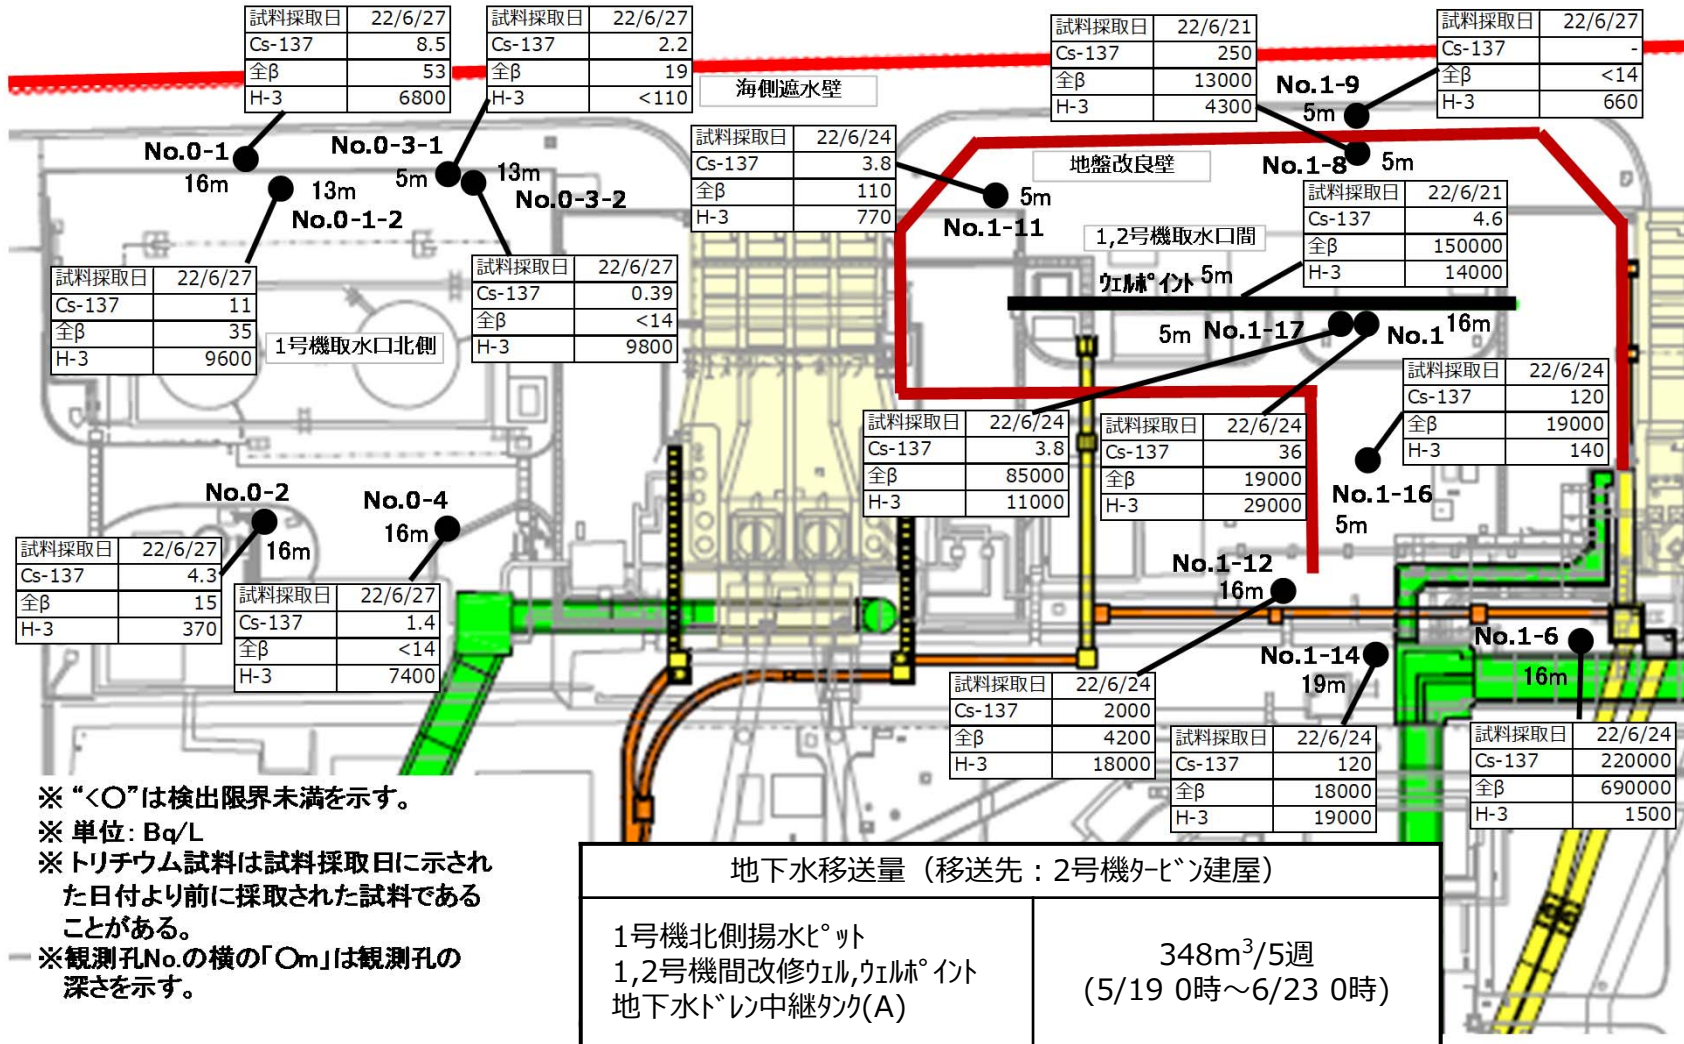 試料採取日 22/6/27
Cs-137 8.5
全β 53
H-3 6800
試料採取日 22/6/27
Cs-137 2.2
全β 19
H-3 <110
海側遮水壁
試料採取日 22/6/21
Cs-137 250
全β 13000
H-3 4300
試料採取日 22/6/27
Cs-137 -
全β <14
H-3 660
No.1-9
5m
No.0-1
16m
No.0-3-1
5m
13m
No.0-1-2
13m
No.0-3-2
試料採取日 22/6/24
Cs-137 3.8
全β 110
H-3 770
地盤改良壁
No.1-8
5m
5m
No.1-11
試料採取日 22/6/21
Cs-137 4.6
全β 150000
H-3 14000
1,2号機取水口間
ウェルポイント 5m
試料採取日 22/6/27
Cs-137 11
全β 35
H-3 9600
1号機取水口北側
試料採取日 22/6/27
Cs-137 0.39
全β <14
H-3 9800
5m No.1-17
No.1 16m
試料採取日 22/6/24
Cs-137 120
全β 19000
H-3 140
試料採取日 22/6/24
Cs-137 3.8
全β 85000
H-3 11000
試料採取日 22/6/24
Cs-137 36
全β 19000
H-3 29000
No.1-16
5m
No.0-2
16m
No.0-4
16m
試料採取日 22/6/27
Cs-137 4.3
全β 15
H-3 370
試料採取日 22/6/27
Cs-137 1.4
全β <14
H-3 7400
No.1-12
16m
No.1-14
19m
No.1-6
16m
試料採取日 22/6/24
Cs-137 2000
全β 4200
H-3 18000
試料採取日 22/6/24
Cs-137 120
全β 18000
H-3 19000
試料採取日 22/6/24
Cs-137 220000
全β 690000
H-3 1500
※ “<○”は検出限界未満を示す。
※ 単位: Bq/L
※ トリチウム試料は試料採取日に示され
た日付より前に採取された試料である
ことがある。
※観測孔No.の横の「○m」は観測孔の
深さを示す。
地下水移送量（移送先：2号機タービン建屋）
1号機北側揚水ピット
1,2号機間改修ウェル,ウェルポイント
地下水ドレン中継タンク(A)
348m³/5週
(5/19 0時～6/23 0時)